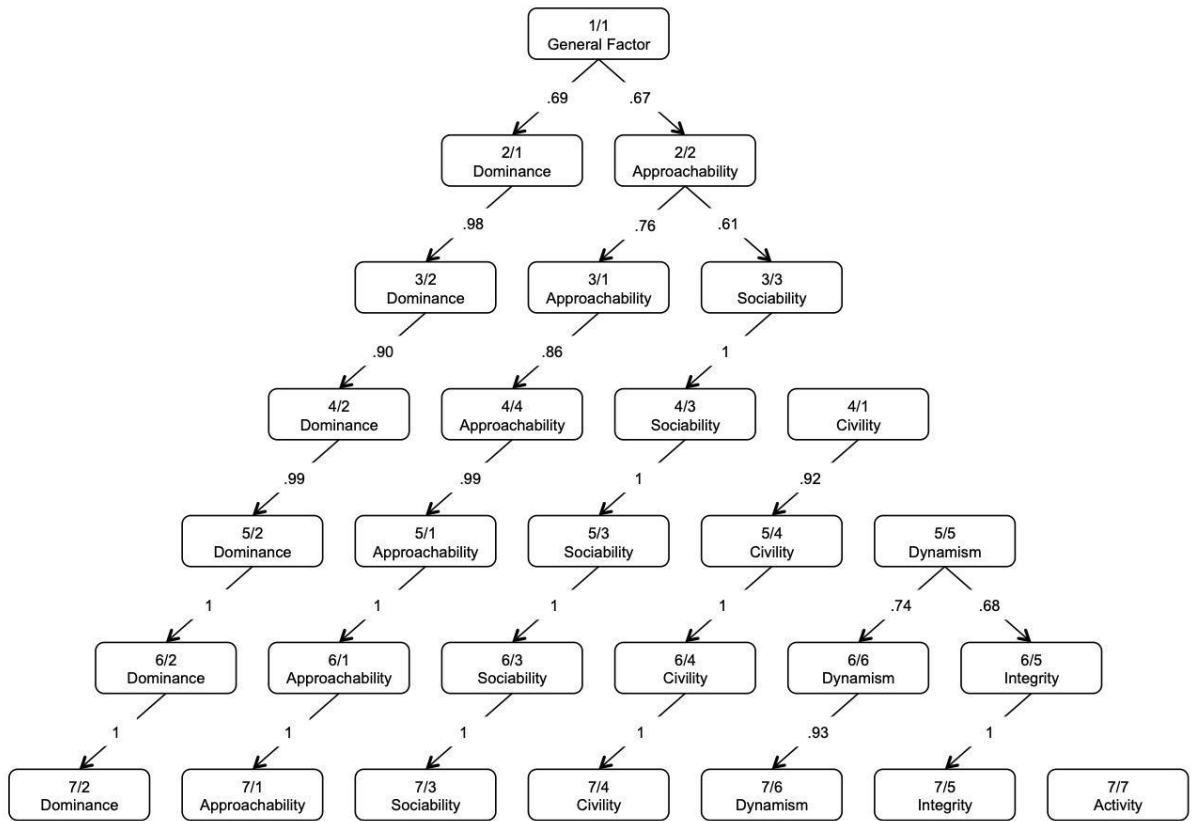 1/1
General Factor
.69
.67
2/1
Dominance
2/2
Approachability
.98
.76
.61
3/2
Dominance
3/1
Approachability
3/3
Sociability
.90
.86
1
4/2
Dominance
4/4
Approachability
4/3
Sociability
4/1
Civility
.99
.99
1
.92
5/2
Dominance
5/1
Approachability
5/3
Sociability
5/4
Civility
5/5
Dynamism
1
1
1
1
.74
.68
6/2
Dominance
6/1
Approachability
6/3
Sociability
6/4
Civility
6/6
Dynamism
6/5
Integrity
1
1
1
1
.93
1
7/2
Dominance
7/1
Approachability
7/3
Sociability
7/4
Civility
7/6
Dynamism
7/5
Integrity
7/7
Activity